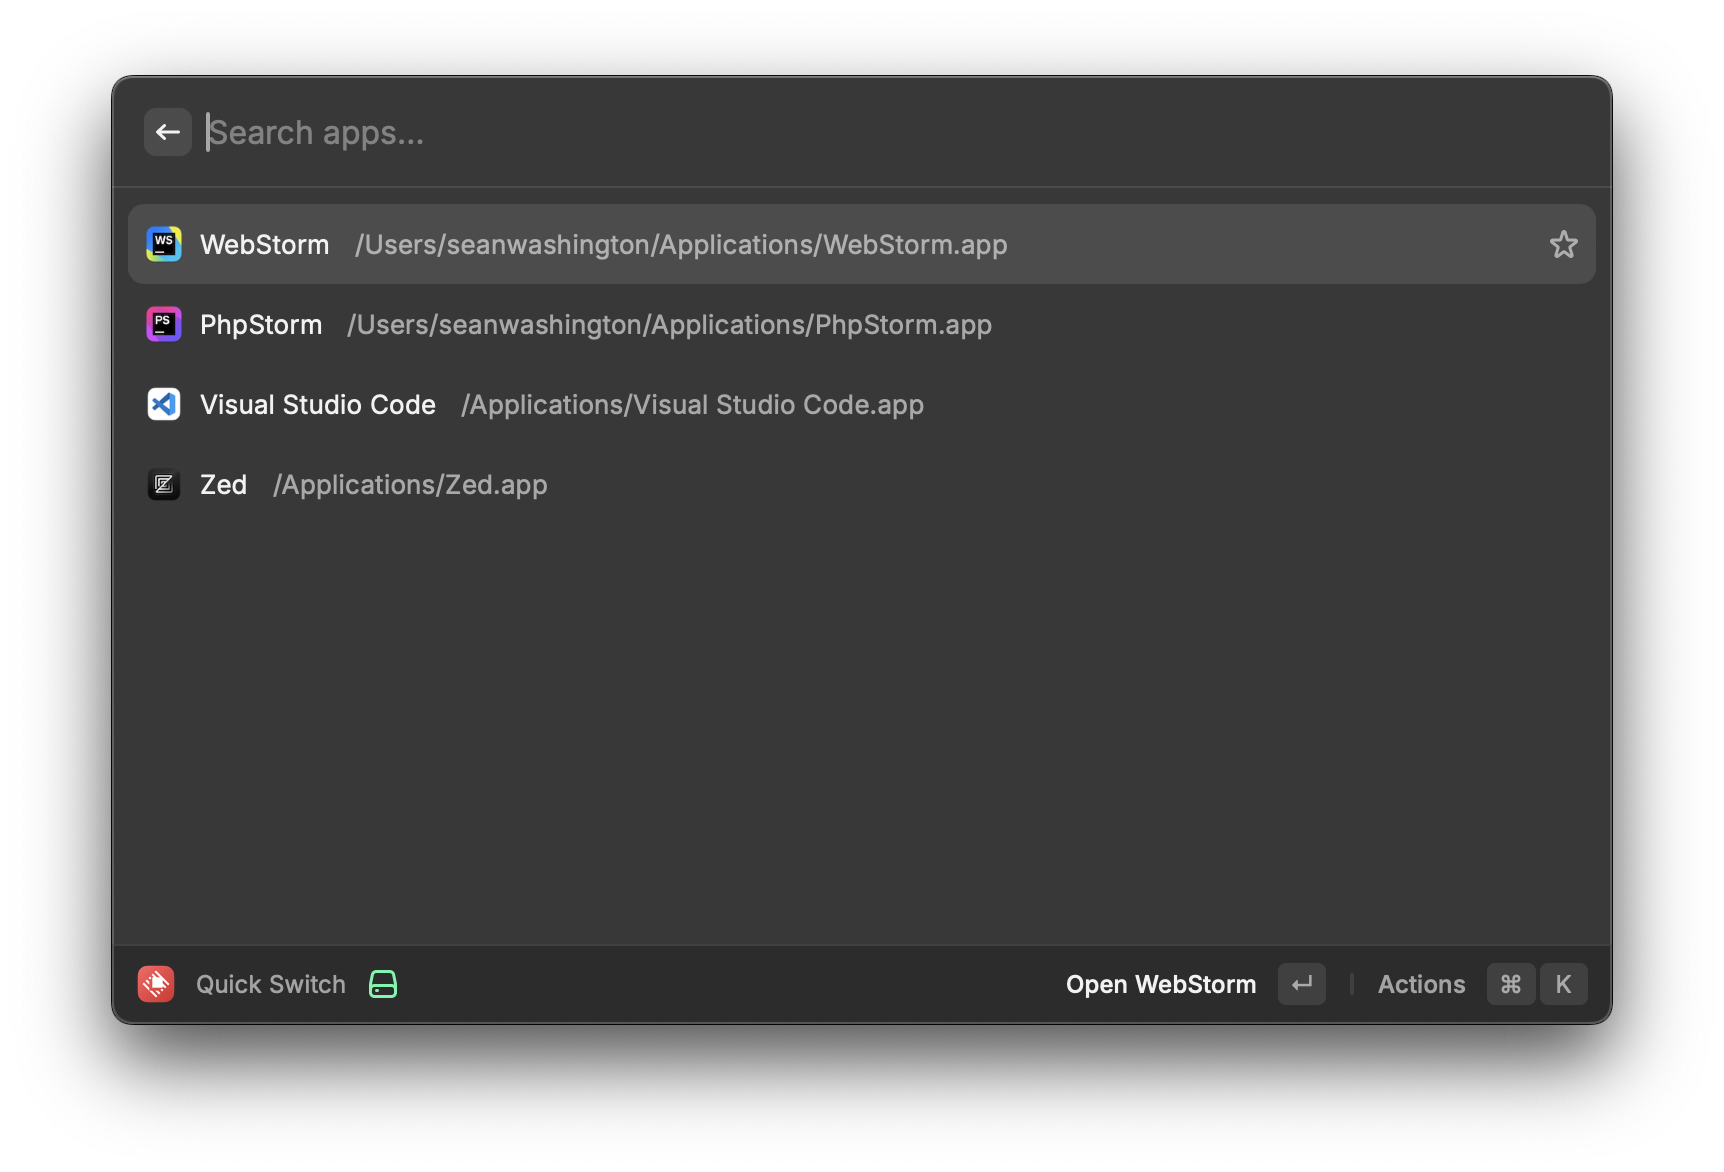 Search apps...
WS WebStorm /Users/seanwashington/Applications/WebStorm.app
PS PhpStorm /Users/seanwashington/Applications/PhpStorm.app
Visual Studio Code /Applications/Visual Studio Code.app
Zed /Applications/Zed.app
Quick Switch Open WebStorm ↵ Actions ⌘ K